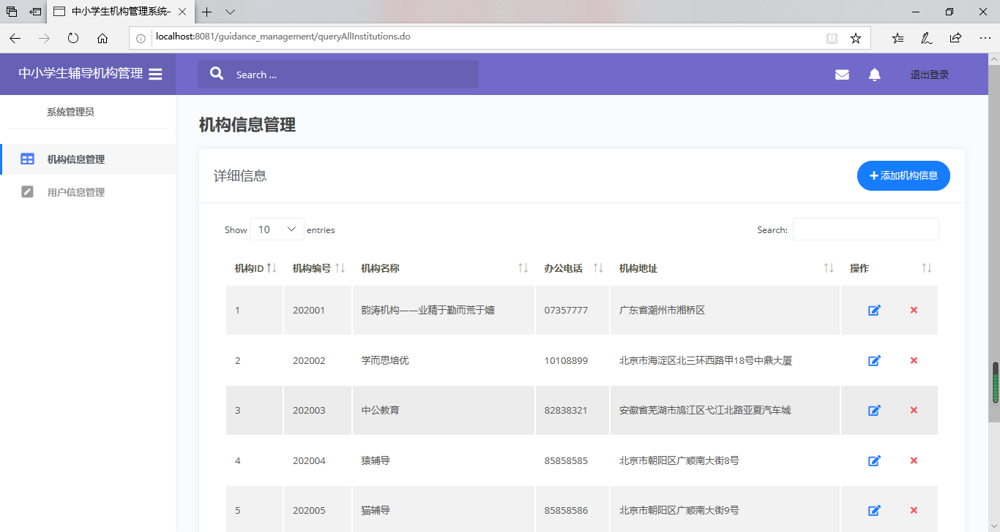 中小学生机构管理系统-
localhost:8081/guidance_management/queryAllInstitutions.do
中小学生辅导机构管理
Search ...
退出登录
系统管理员
机构信息管理
用户信息管理
机构信息管理
详细信息
添加机构信息
Show 10 entries
Search:
机构ID 机构编号 机构名称 办公电话 机构地址 操作
1 202001 韵涛机构——业精于勤而荒于嬉 07357777 广东省潮州市湘桥区
2 202002 学而思培优 10108899 北京市海淀区北三环西路甲18号中鼎大厦
3 202003 中公教育 82838321 安徽省芜湖市鸠江区弋江北路亚夏汽车城
4 202004 猿辅导 85858585 北京市朝阳区广顺南大街8号
5 202005 猫辅导 85858586 北京市朝阳区广顺南大街9号